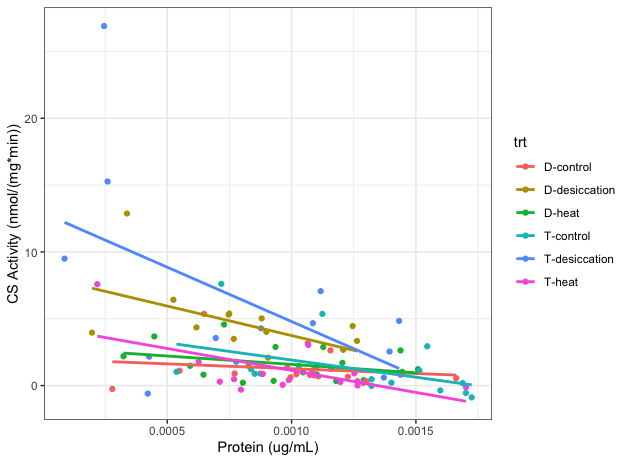 CS Activity (nmol/(mg*min))
20
10
0
0.0005
0.0010
0.0015
Protein (ug/mL)
trt
D-control
D-desiccation
D-heat
T-control
T-desiccation
T-heat